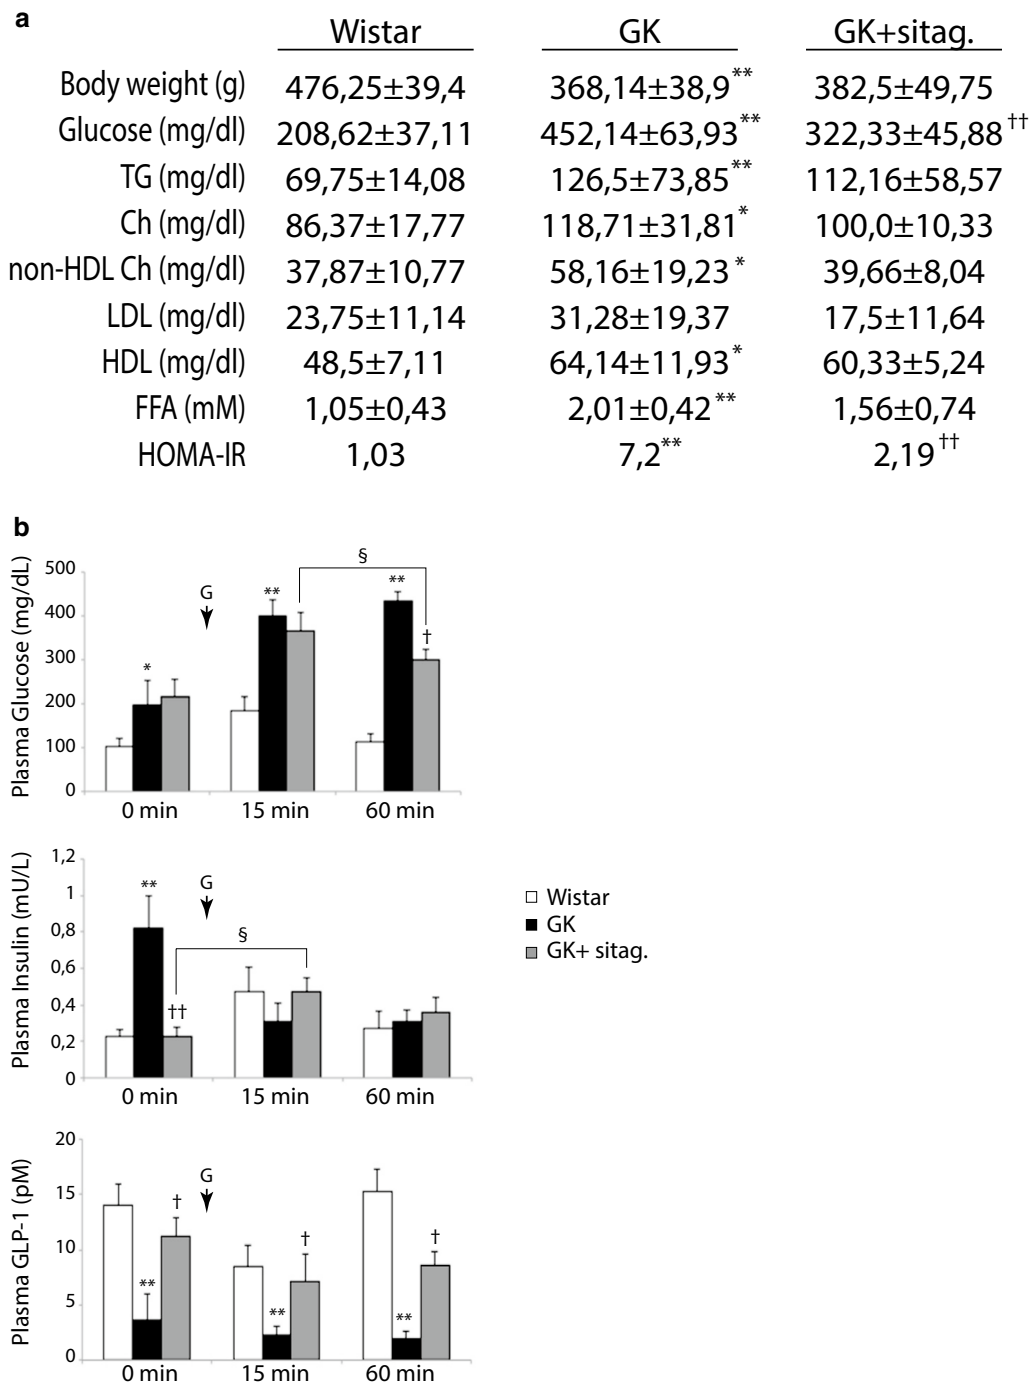 a
Wistar GK GK+sitag.
Body weight (g) 476,25±39,4 368,14±38,9** 382,5±49,75
Glucose (mg/dl) 208,62±37,11 452,14±63,93** 322,33±45,88††
TG (mg/dl) 69,75±14,08 126,5±73,85** 112,16±58,57
Ch (mg/dl) 86,37±17,77 118,71±31,81* 100,0±10,33
non-HDL Ch (mg/dl) 37,87±10,77 58,16±19,23* 39,66±8,04
LDL (mg/dl) 23,75±11,14 31,28±19,37 17,5±11,64
HDL (mg/dl) 48,5±7,11 64,14±11,93* 60,33±5,24
FFA (mM) 1,05±0,43 2,01±0,42** 1,56±0,74
HOMA-IR 1,03 7,2** 2,19††
b
Plasma Glucose (mg/dL)
500
400
300
200
100
0
G
*
**
§
**
†
0 min 15 min 60 min
Plasma Insulin (mU/L)
1,2
1
0,8
0,6
0,4
0,2
0
**
G
††
§
0 min 15 min 60 min
Wistar
GK
GK+ sitag.
Plasma GLP-1 (pM)
20
15
10
5
0
**
†
G
**
†
**
†
0 min 15 min 60 min